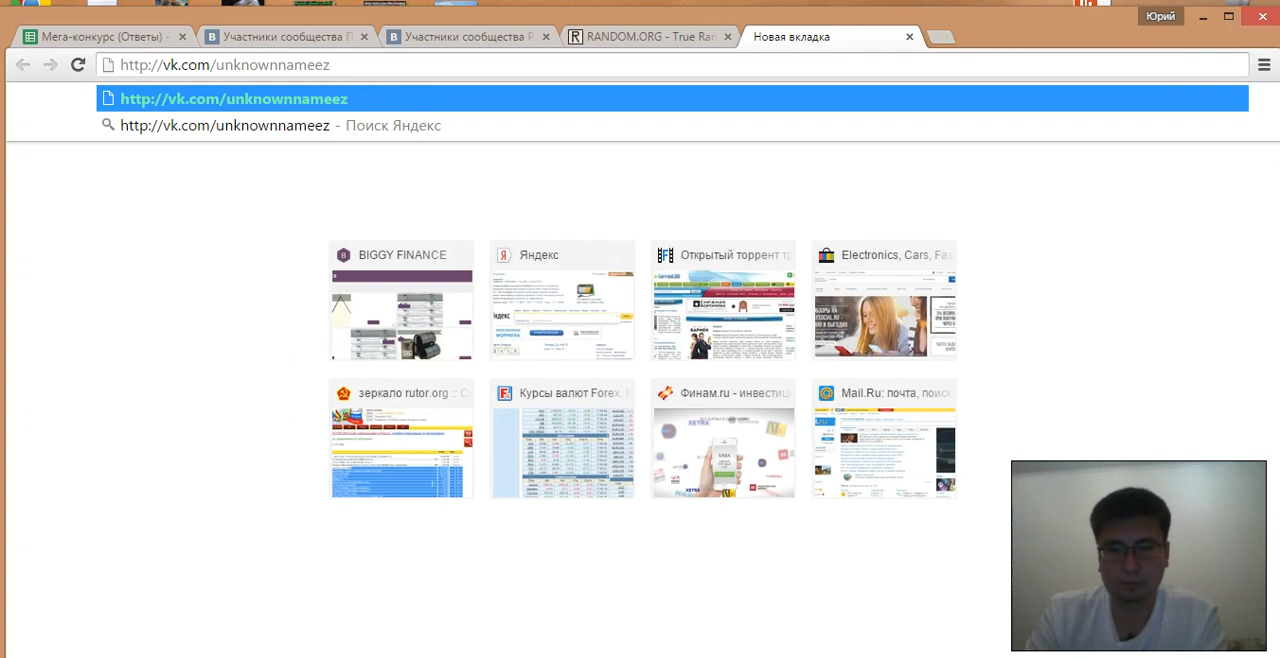 Юрий
Мега-конкурс (Ответы) -
Участники сообщества П
Участники сообщества Р
RANDOM.ORG - True Ran
Новая вкладка
http://vk.com/unknownnameez
http://vk.com/unknownnameez
http://vk.com/unknownnameez - Поиск Яндекс
BIGGY FINANCE
Яндекс
Открытый торрент тр
Electronics, Cars, Fas
зеркало rutor.org :: С
Курсы валют Forex, К
Финам.ru - инвестиц
Mail.Ru: почта, поиск